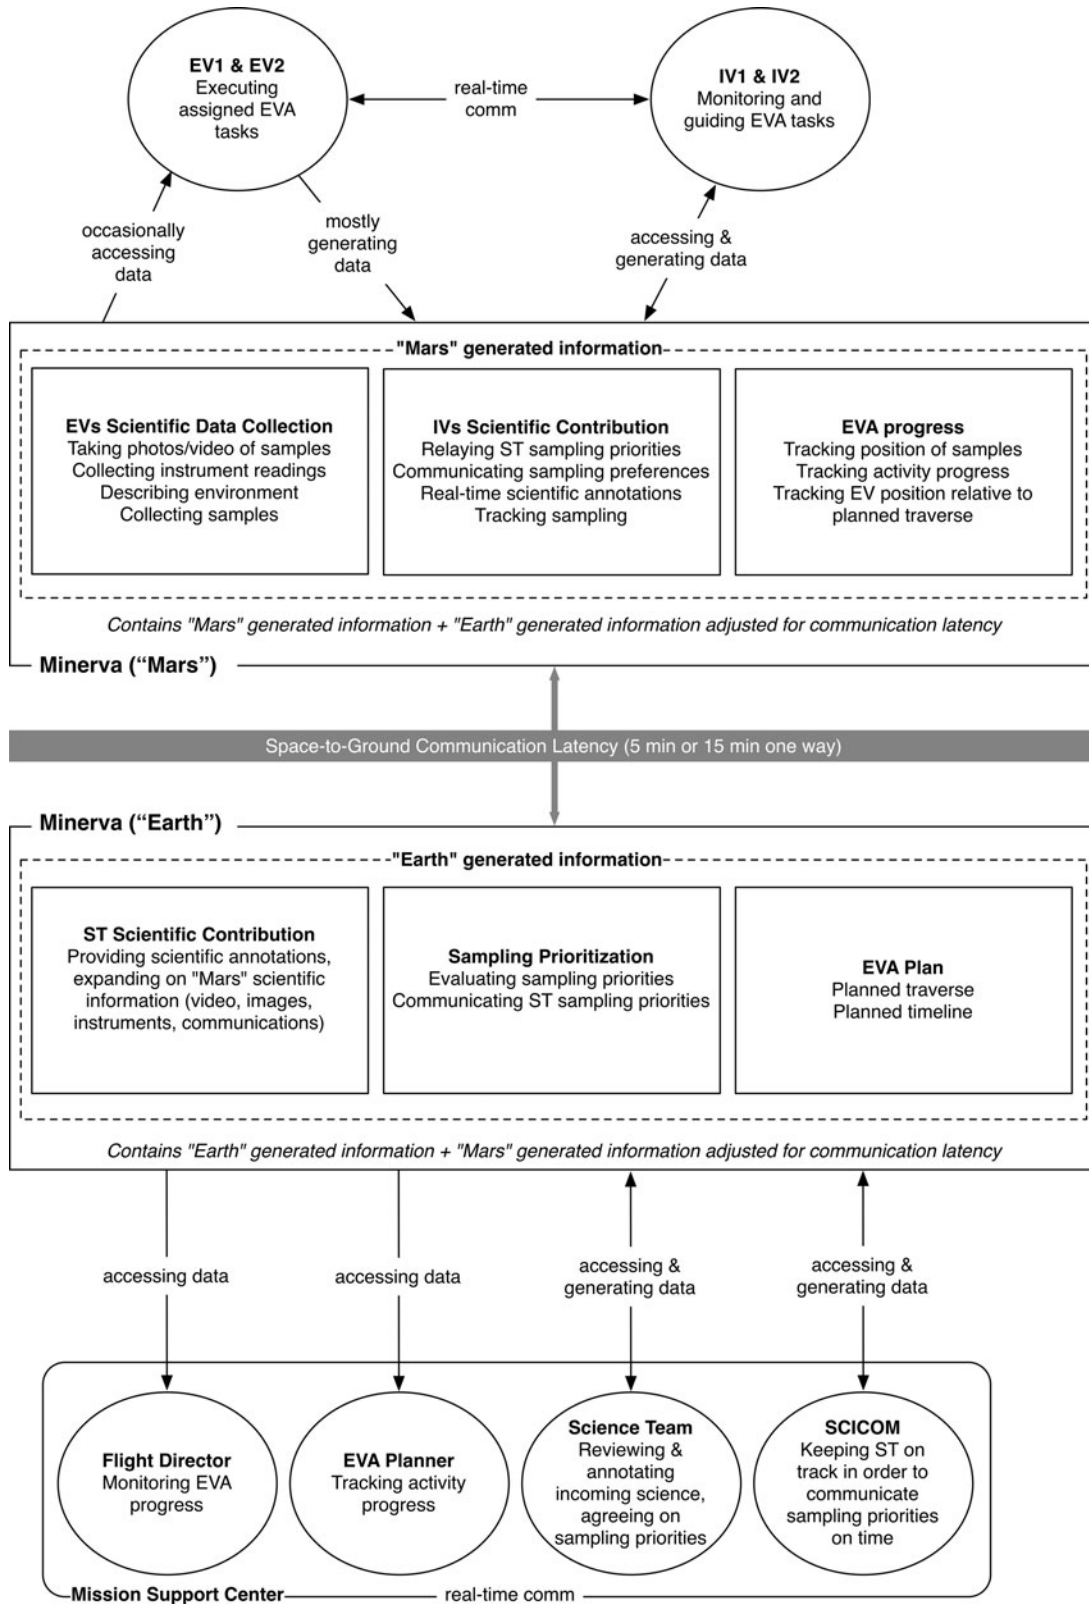 EV1 & EV2
Executing
assigned EVA
tasks
real-time
comm
IV1 & IV2
Monitoring and
guiding EVA tasks
occasionally
accessing
data
mostly
generating
data
accessing &
generating data
"Mars" generated information
EVs Scientific Data Collection
Taking photos/video of samples
Collecting instrument readings
Describing environment
Collecting samples
IVs Scientific Contribution
Relaying ST sampling priorities
Communicating sampling preferences
Real-time scientific annotations
Tracking sampling
EVA progress
Tracking position of samples
Tracking activity progress
Tracking EV position relative to
planned traverse
Contains "Mars" generated information + "Earth" generated information adjusted for communication latency
Minerva (“Mars”)
Space-to-Ground Communication Latency (5 min or 15 min one way)
Minerva (“Earth”)
"Earth" generated information
ST Scientific Contribution
Providing scientific annotations,
expanding on "Mars" scientific
information (video, images,
instruments, communications)
Sampling Prioritization
Evaluating sampling priorities
Communicating ST sampling priorities
EVA Plan
Planned traverse
Planned timeline
Contains "Earth" generated information + "Mars" generated information adjusted for communication latency
accessing data
accessing data
accessing &
generating data
accessing &
generating data
Flight Director
Monitoring EVA
progress
EVA Planner
Tracking activity
progress
Science Team
Reviewing &
annotating
incoming science,
agreeing on
sampling priorities
SCICOM
Keeping ST on
track in order to
communicate
sampling priorities
on time
Mission Support Center
real-time comm